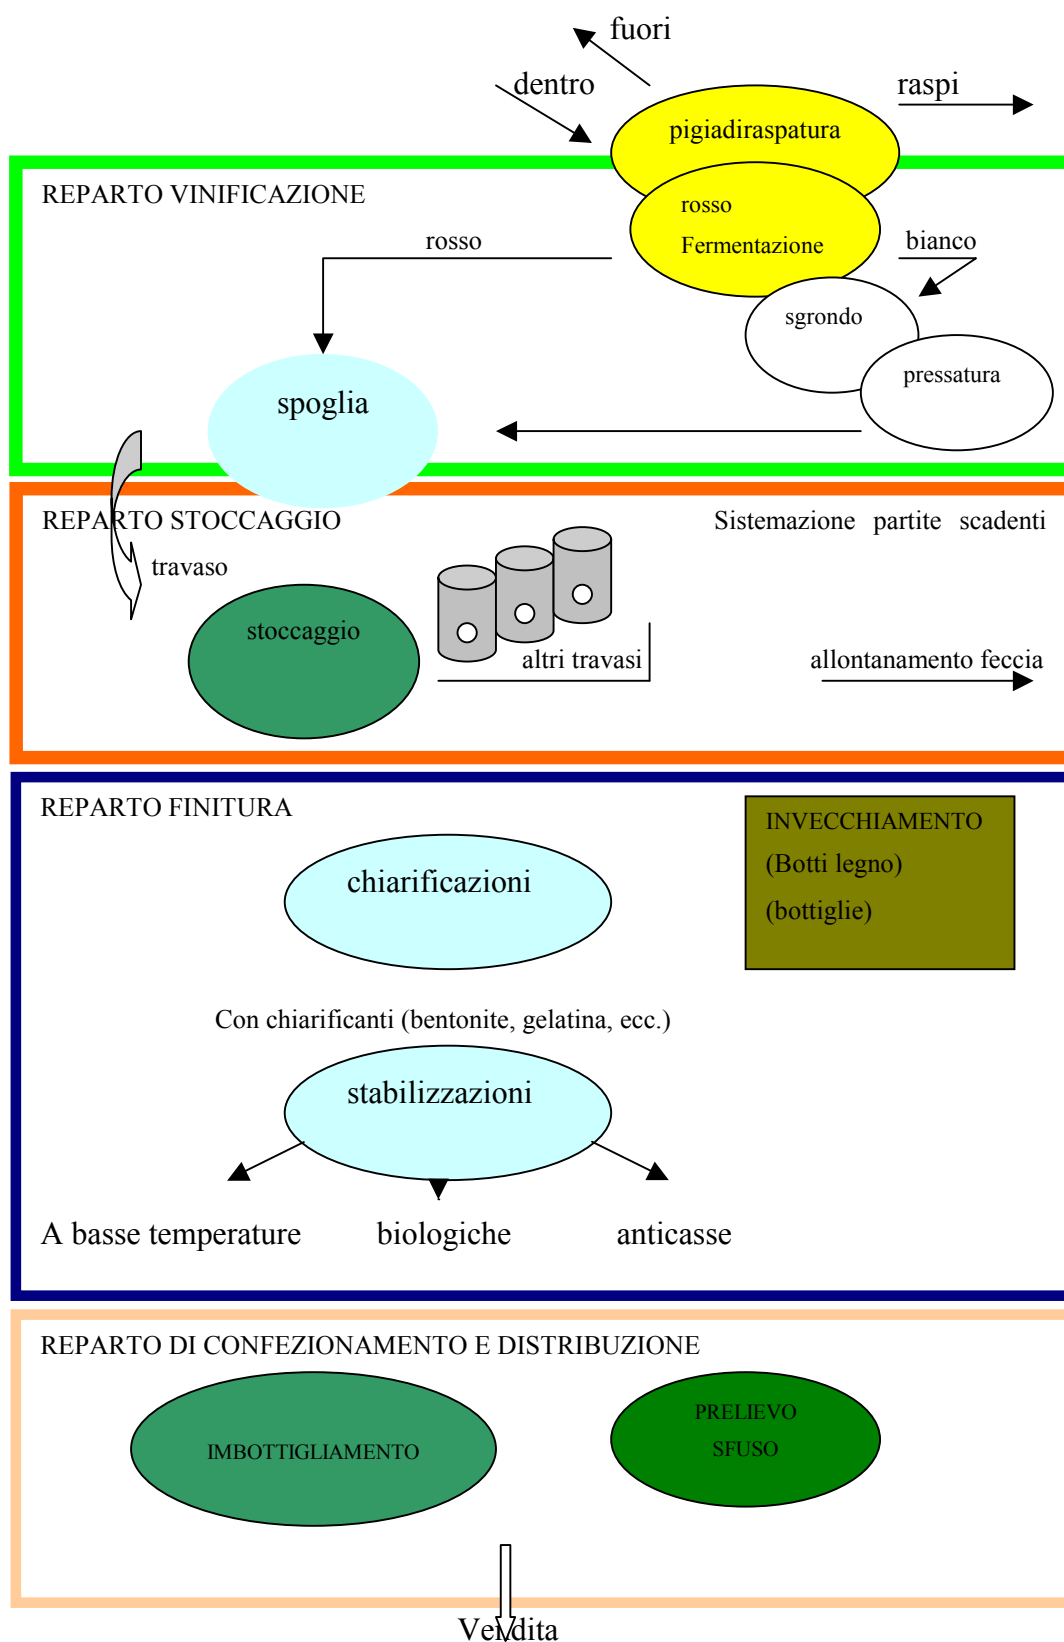 fuori
dentro
raspi
pigiadiraspatura
REPARTO VINIFICAZIONE
rosso
Fermentazione
rosso
bianco
sgrondo
pressatura
spoglia
REPARTO STOCCAGGIO
Sistemazione partite scadenti
travaso
stoccaggio
altri travasi
allontanamento feccia
REPARTO FINITURA
INVECCHIAMENTO
(Botti legno)
(bottiglie)
chiarificazioni
Con chiarificanti (bentonite, gelatina, ecc.)
stabilizzazioni
A basse temperature
biologiche
anticasse
REPARTO DI CONFEZIONAMENTO E DISTRIBUZIONE
IMBOTTIGLIAMENTO
PRELIEVO
SFUSO
Vendita